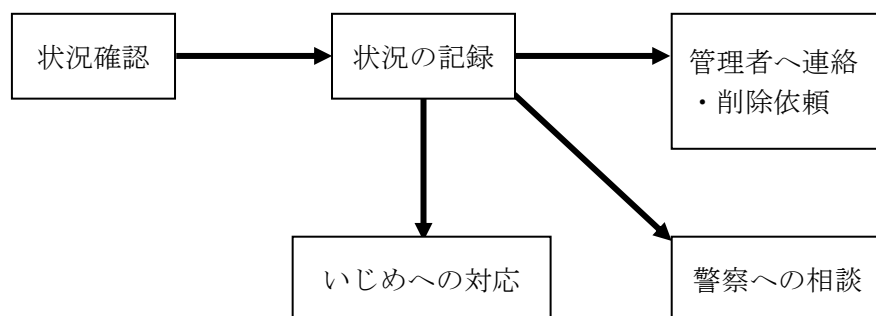 状況確認
状況の記録
管理者へ連絡
・削除依頼
いじめへの対応
警察への相談